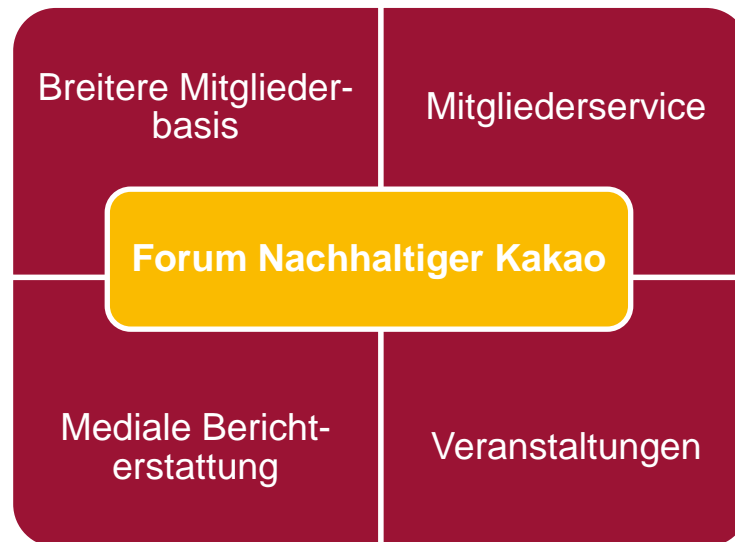 Breitere Mitglieder-
basis
Mitgliederservice
Forum Nachhaltiger Kakao
Mediale Bericht-
erstattung
Veranstaltungen